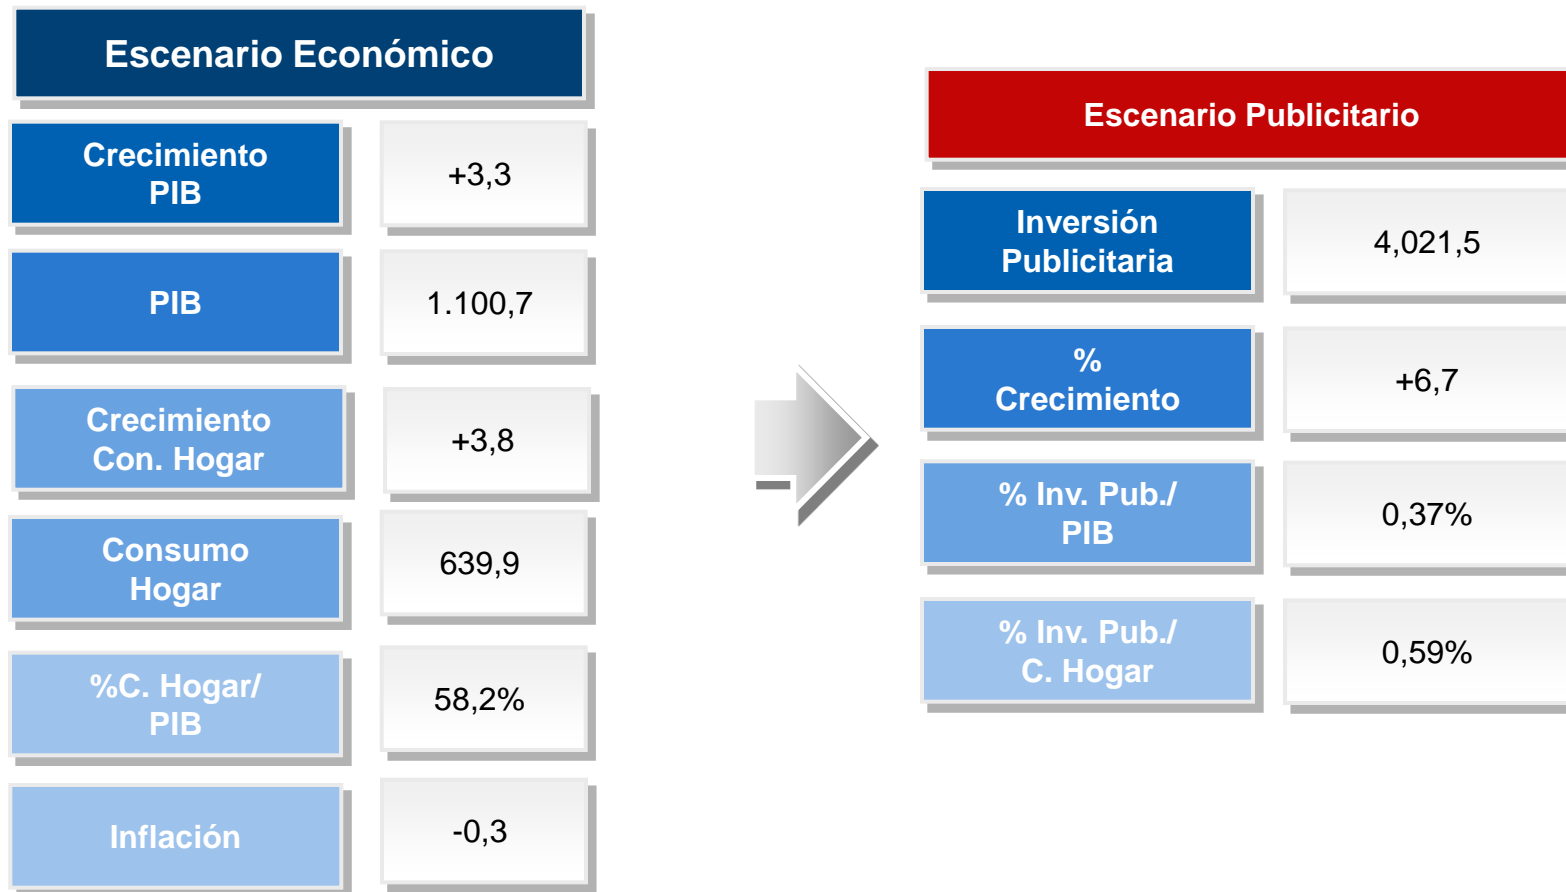 Escenario Económico
Crecimiento
PIB
+3,3
PIB
1.100,7
Crecimiento
Con. Hogar
+3,8
Consumo
Hogar
639,9
%C. Hogar/
PIB
58,2%
Inflación
-0,3
Escenario Publicitario
Inversión
Publicitaria
4,021,5
%
Crecimiento
+6,7
% Inv. Pub./
PIB
0,37%
% Inv. Pub./
C. Hogar
0,59%